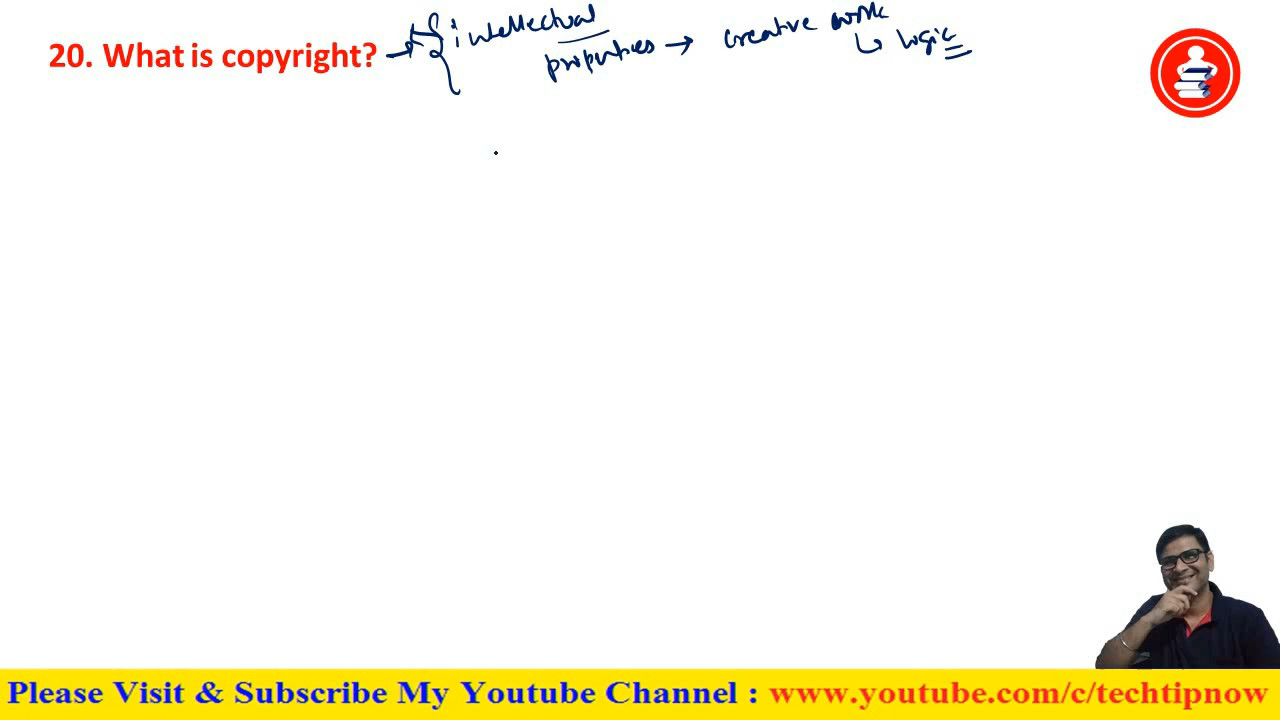 20. What is copyright?
intellectual
properties → creative work
logic
Please Visit & Subscribe My Youtube Channel : www.youtube.com/c/techtipnow